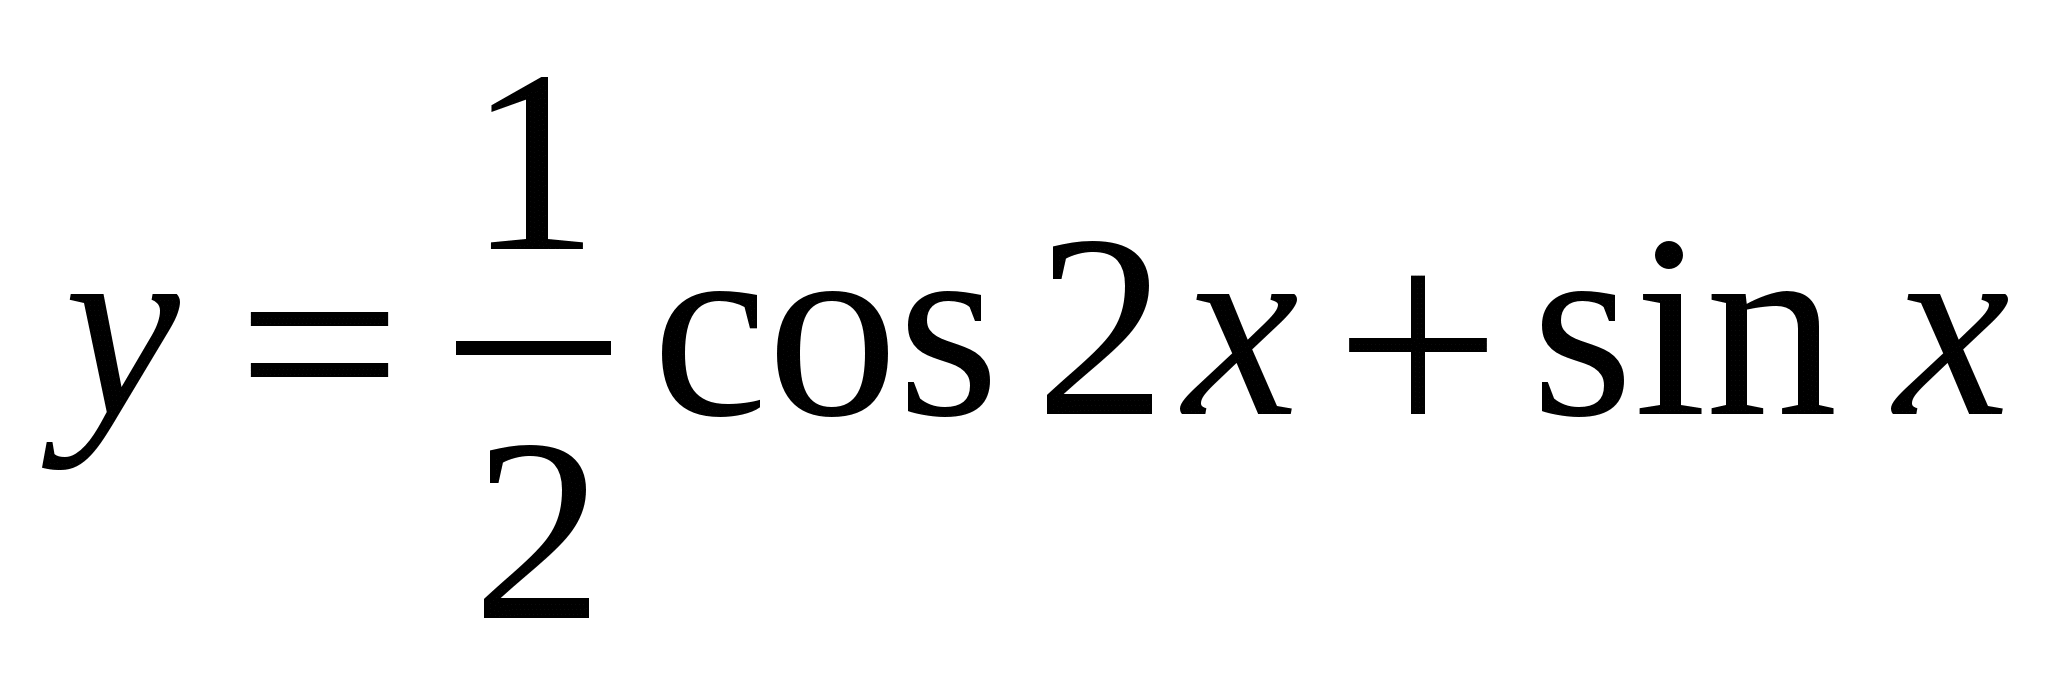 y = 1/2 cos 2x + sin x